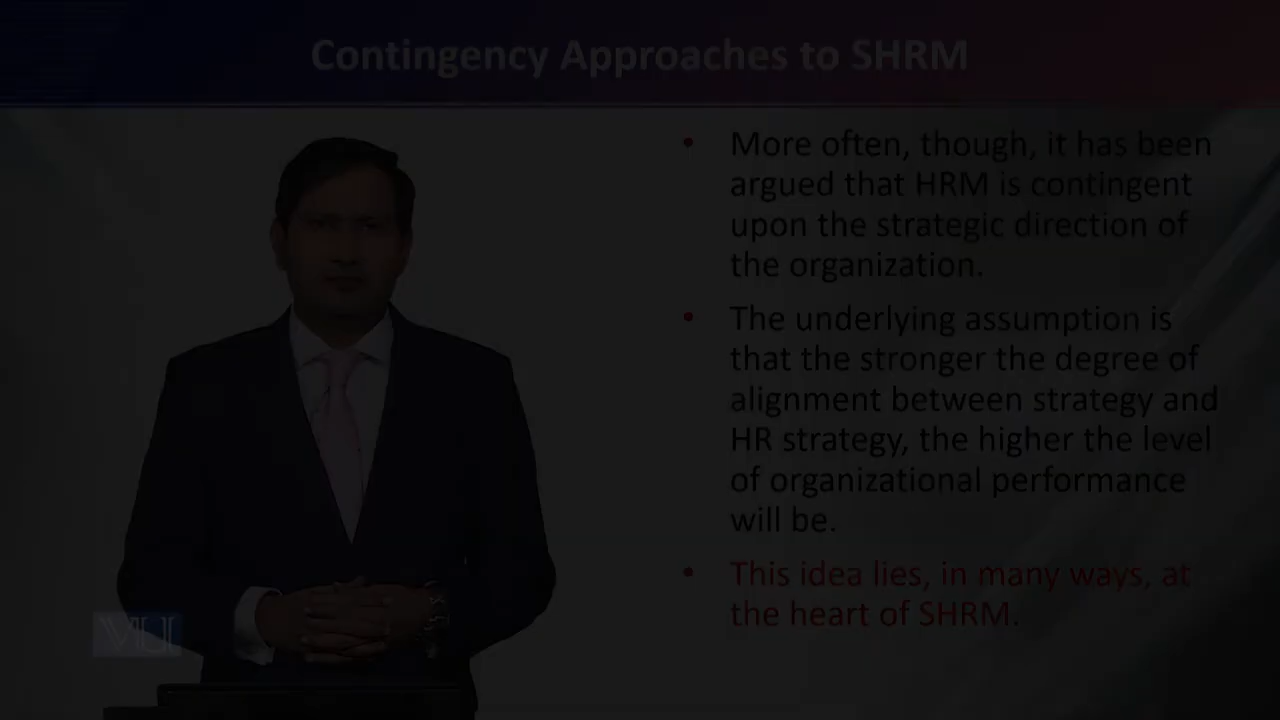 Contingency Approaches to SHRM
• More often, though, it has been
argued that HRM is contingent
upon the strategic direction of
the organization.
• The underlying assumption is
that the stronger the degree of
alignment between strategy and
HR strategy, the higher the level
of organizational performance
will be.
• This idea lies, in many ways, at
the heart of SHRM.
VU